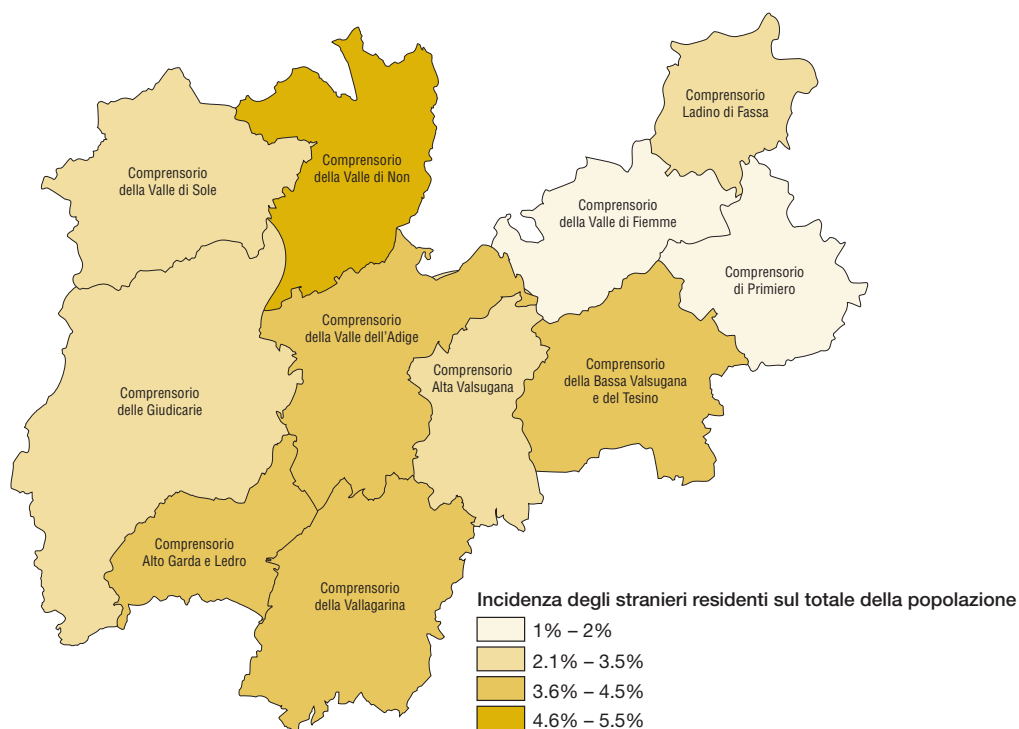 Comprensorio
Ladino di Fassa
Comprensorio
della Valle di Non
Comprensorio
della Valle di Sole
Comprensorio
della Valle di Fiemme
Comprensorio
di Primiero
Comprensorio
della Valle dell'Adige
Comprensorio
Alta Valsugana
Comprensorio
della Bassa Valsugana
e del Tesino
Comprensorio
delle Giudicarie
Comprensorio
Alto Garda e Ledro
Comprensorio
della Vallagarina
Incidenza degli stranieri residenti sul totale della popolazione
1% – 2%
2.1% – 3.5%
3.6% – 4.5%
4.6% – 5.5%